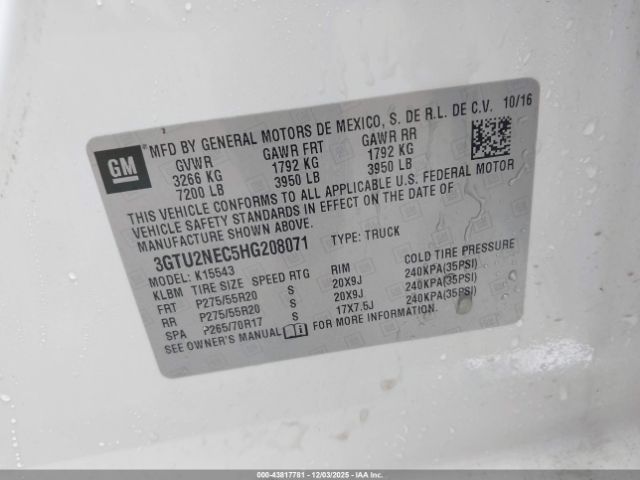 MFD BY GENERAL MOTORS DE MEXICO, S. DE R.L. DE C.V. 10/16
GM
GVWR GAWR FRT GAWR RR
3266 KG 1792 KG 1792 KG
7200 LB 3950 LB 3950 LB
THIS VEHICLE CONFORMS TO ALL APPLICABLE U.S. FEDERAL MOTOR
VEHICLE SAFETY STANDARDS IN EFFECT ON THE DATE OF
MANUFACTURE SHOWN ABOVE.
3GTU2NEC5HG208071 TYPE: TRUCK
MODEL: K15543
KLBM TIRE SIZE SPEED RTG RIM COLD TIRE PRESSURE
FRT P275/55R20 S 20X9J 240KPA(35PSI)
RR P275/55R20 S 20X9J 240KPA(35PSI)
SPA P265/70R17 S 17X7.5J 240KPA(35PSI)
SEE OWNER'S MANUAL FOR MORE INFORMATION.
000-43817781 - 12/03/2025 - COPART/IAA